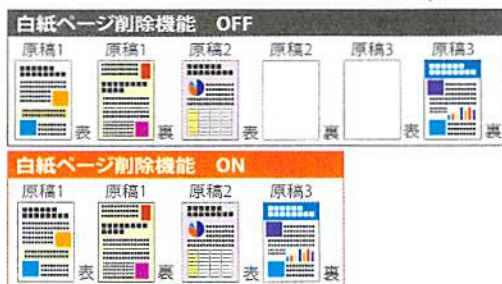 白紙ページ削除機能 OFF
原稿1 原稿1 原稿2 原稿2 原稿3 原稿3
表 裏 表 裏 表 裏
白紙ページ削除機能 ON
原稿1 原稿1 原稿2 原稿3
表 裏 表 裏